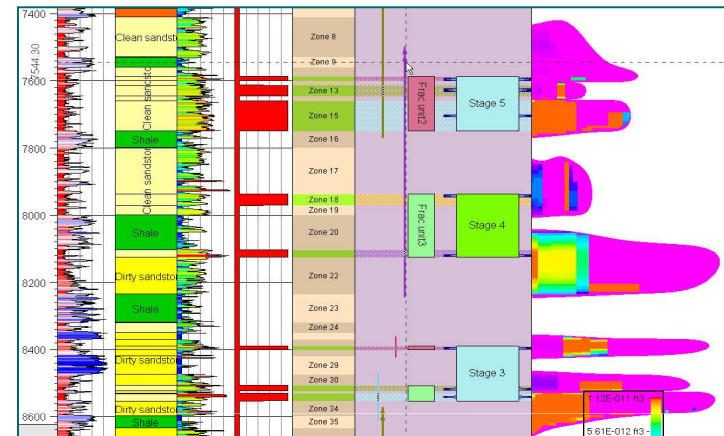 7400
7544.30
7600
7800
8000
8200
8400
8600
Clean sandst
Clean sandsto
Shale
Clean sandsto
Shale
Dirty sandsto
Shale
Dirty sandsto
Dirty sandsto
Shale
Zone 8
Zone 9
Zone 13
Zone 15
Zone 16
Zone 17
Zone 18
Zone 19
Zone 20
Zone 22
Zone 23
Zone 24
Zone 29
Zone 30
Zone 34
Zone 35
Frac unit2
Frac unit3
Stage 5
Stage 4
Stage 3
1.12E-011 ft3
5.61E-012 ft3